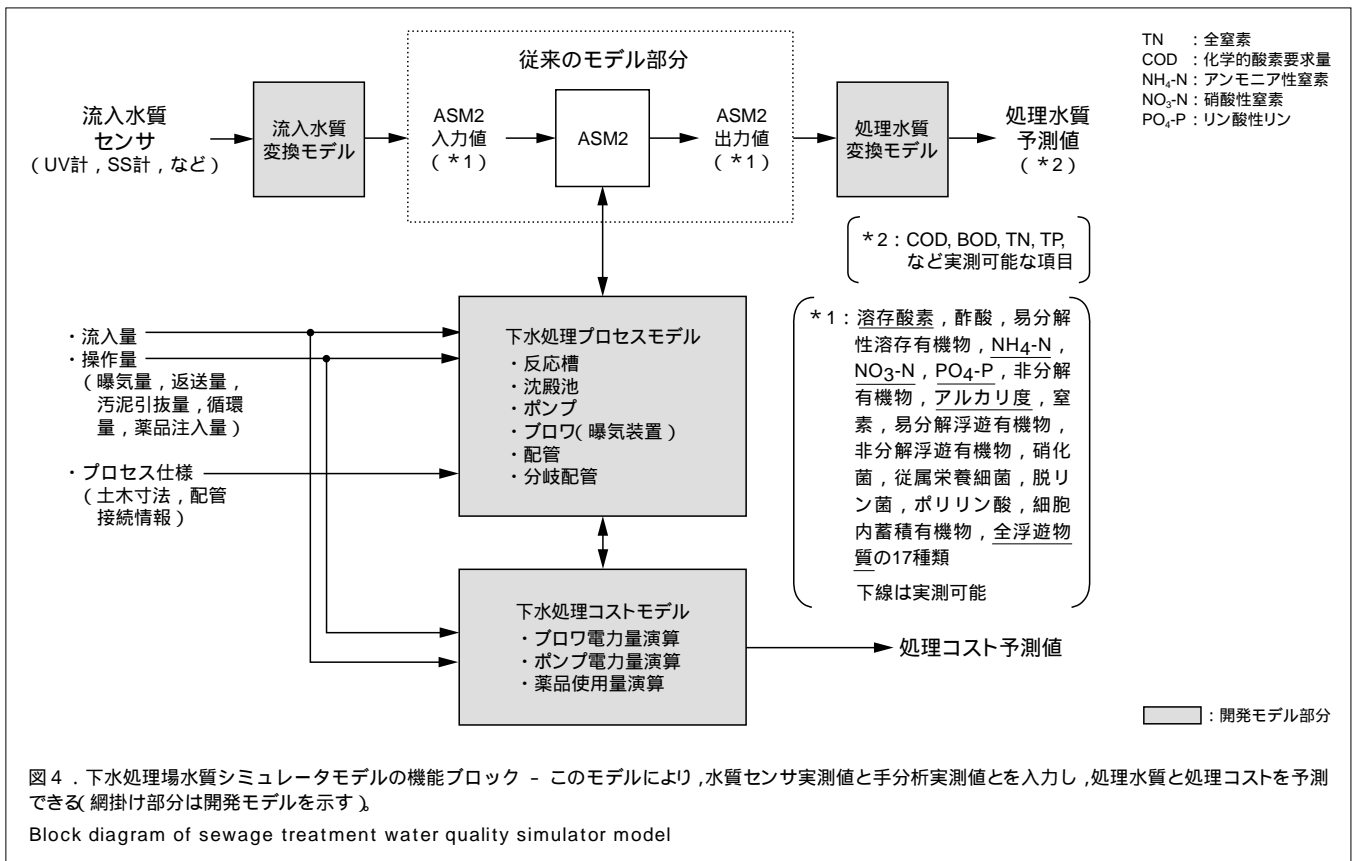 従来のモデル部分
流入水質
センサ
（UV計，SS計，など）
流入水質
変換モデル
ASM2
入力値
（*1）
ASM2
ASM2
出力値
（*1）
処理水質
変換モデル
処理水質
予測値
（*2）
TN ：全窒素
COD ：化学的酸素要求量
NH₄-N：アンモニア性窒素
NO₃-N：硝酸性窒素
PO₄-P：リン酸性リン
*2：COD, BOD, TN, TP,
など実測可能な項目
・流入量
・操作量
（曝気量，返送量，
汚泥引抜量，循環
量，薬品注入量）
・プロセス仕様
（土木寸法，配管
接続情報）
下水処理プロセスモデル
・反応槽
・沈殿池
・ポンプ
・ブロワ（曝気装置）
・配管
・分岐配管
*1：溶存酸素，酢酸，易分解
性溶存有機物，NH4-N，
NO3-N，PO4-P，非分解
有機物，アルカリ度，窒
素，易分解浮遊有機物，
非分解浮遊有機物，硝化
菌，従属栄養細菌，脱リ
ン菌，ポリリン酸，細胞
内蓄積有機物，全浮遊物
質の17種類
下線は実測可能
下水処理コストモデル
・ブロワ電力量演算
・ポンプ電力量演算
・薬品使用量演算
処理コスト予測値
：開発モデル部分
図4．下水処理場水質シミュレータモデルの機能ブロック － このモデルにより，水質センサ実測値と手分析実測値とを入力し，処理水質と処理コストを予測
できる（網掛け部分は開発モデルを示す）。
Block diagram of sewage treatment water quality simulator model